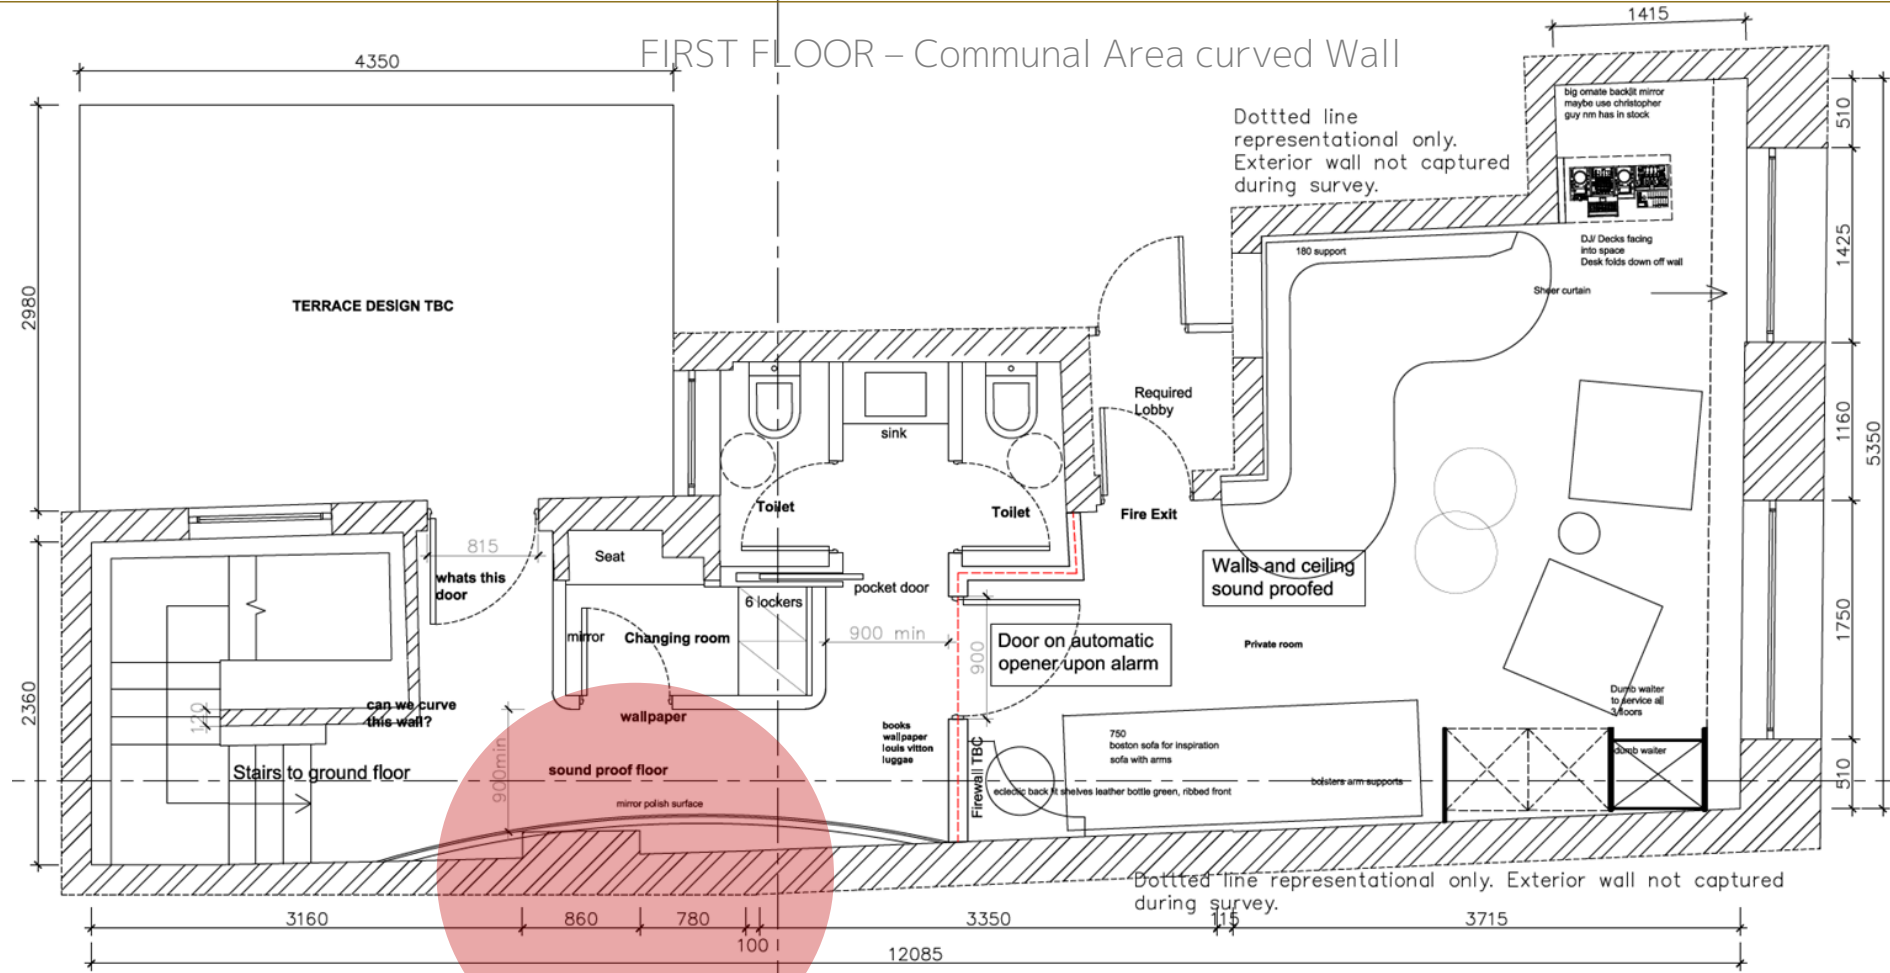 FIRST FLOOR – Communal Area curved Wall
1415
4350
big ornate backlit mirror
maybe use christopher
guy nm has in stock
510
Dottted line
representational only.
Exterior wall not captured
during survey.
DJ/ Decks facing
into space
Desk folds down off wall
180 support
1425
Sheer curtain
2980
TERRACE DESIGN TBC
Required
Lobby
1160
5350
sink
Toilet
Toilet
Fire Exit
815
Seat
whats this
door
pocket door
Walls and ceiling
sound proofed
6 lockers
mirror
Changing room
900 min
900
Door on automatic
opener upon alarm
Private room
1750
2360
120
can we curve
this wall?
wallpaper
900min
books
wallpaper
louis vitton
luggae
Dumb waiter
to service all
3 floors
750
boston sofa for inspiration
sofa with arms
dumb waiter
Stairs to ground floor
sound proof floor
Firewall TBC
bolsters arm supports
eclectic back lit shelves leather bottle green, ribbed front
mirror polish surface
510
Dottted line representational only. Exterior wall not captured
during survey.
3160
860
780
100
3350
115
3715
12085